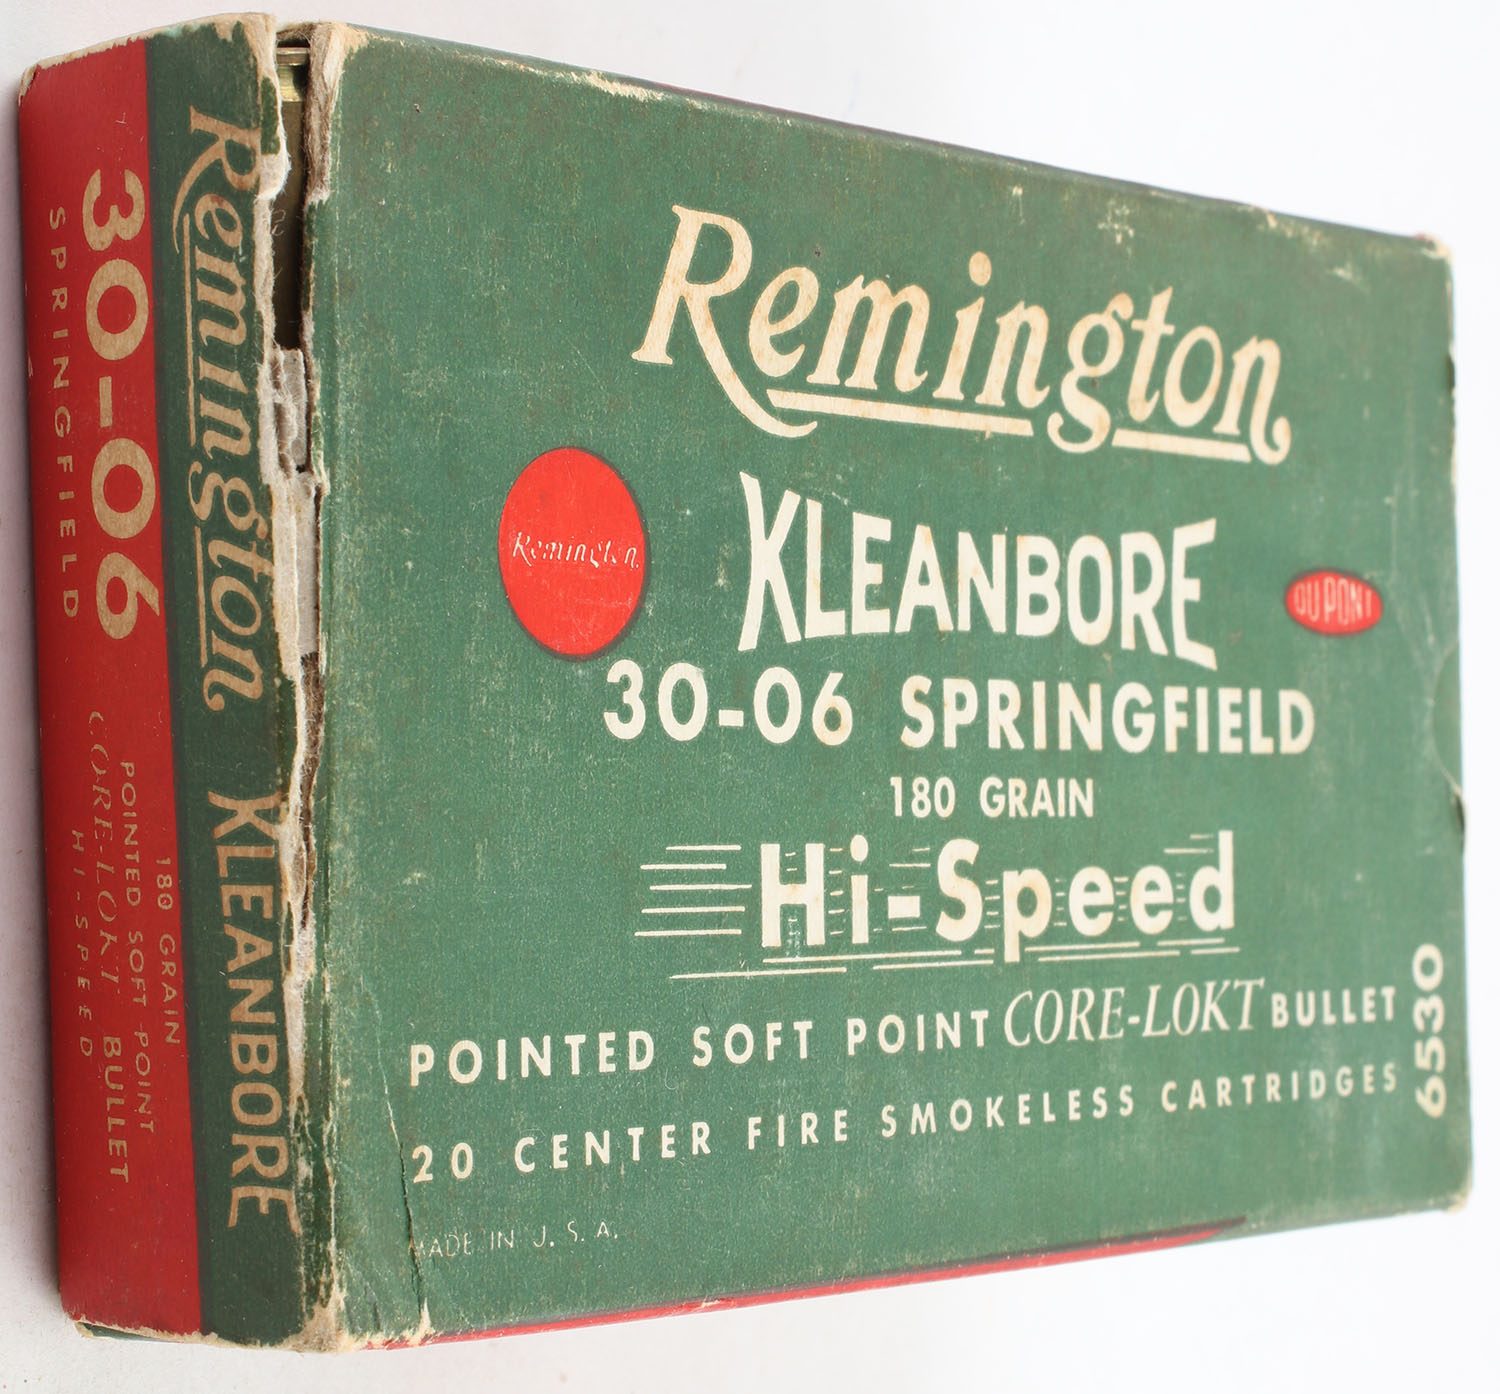 Remington
KLEANBORE
Remington
DU PONT
30-06 SPRINGFIELD
180 GRAIN
Hi-Speed
POINTED SOFT POINT CORE-LOKT BULLET
20 CENTER FIRE SMOKELESS CARTRIDGES
6530
MADE IN U. S. A.
Remington KLEANBORE
30-06
SPRINGFIELD
180 GRAIN
POINTED SOFT POINT
CORE-LOKT BULLET
HI-SPEED